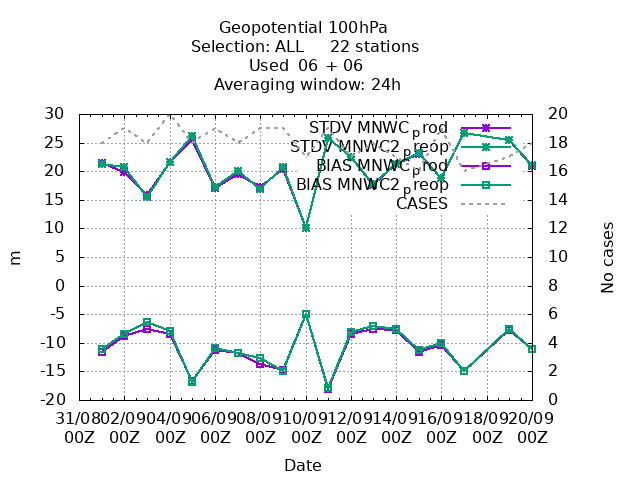 Geopotential 100hPa
Selection: ALL 22 stations
Used 06 + 06
Averaging window: 24h
30 20
STDV MNWC_prod
25 18
STDV MNWC2_preop
20 16
BIAS MNWC_prod
BIAS MNWC2_preop
15 14
CASES
10 12
5 10
0 8
-5 6
-10 4
-15 2
-20 0
m
No cases
31/08 02/09 04/09 06/09 08/09 10/09 12/09 14/09 16/09 18/09 20/09
00Z 00Z 00Z 00Z 00Z 00Z 00Z 00Z 00Z 00Z 00Z
Date